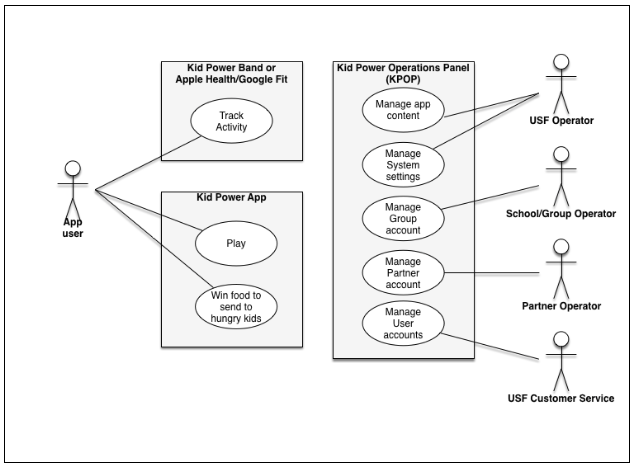 Kid Power Band or
Apple Health/Google Fit
Track
Activity
App
user
Kid Power App
Play
Win food to
send to
hungry kids
Kid Power Operations Panel
(KPOP)
Manage app
content
Manage
System
settings
Manage
Group
account
Manage
Partner
account
Manage
User
accounts
USF Operator
School/Group Operator
Partner Operator
USF Customer Service